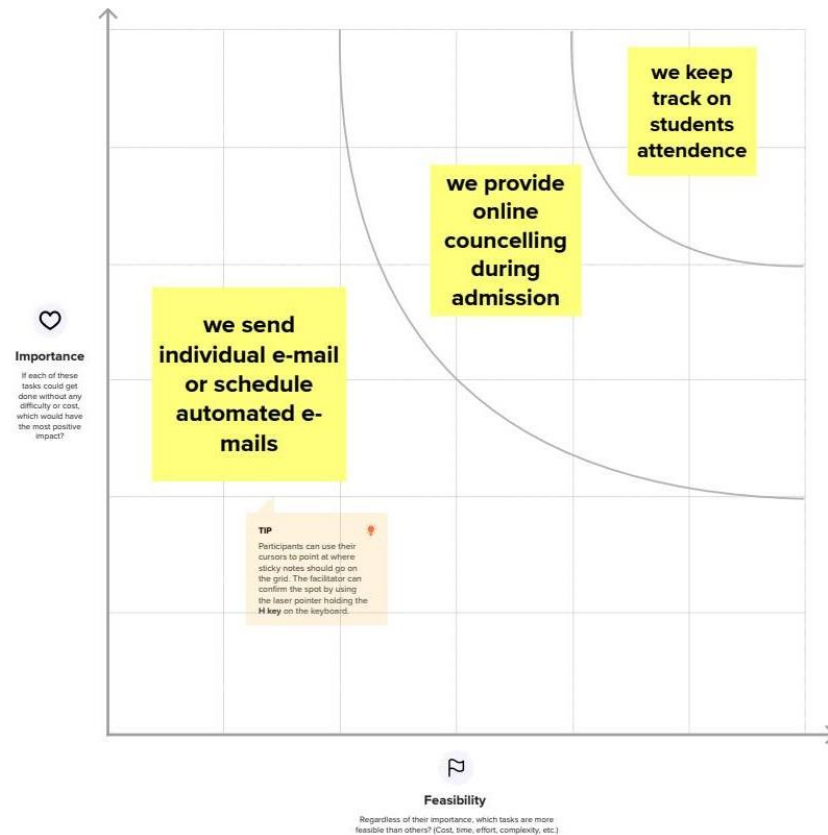 we keep
track on
students
attendence
we provide
online
councelling
during
admission
we send
individual e-mail
or schedule
automated e-
mails
Importance
If each of these
tasks could get
done without any
difficulty or cost,
which would have
the most positive
impact?
TIP
Participants can use their
cursors to point at where
sticky notes should go on
the grid. The facilitator can
confirm the spot by using
the laser pointer holding the
H key on the keyboard.
Feasibility
Regardless of their importance, which tasks are more
feasible than others? (Cost, time, effort, complexity, etc.)